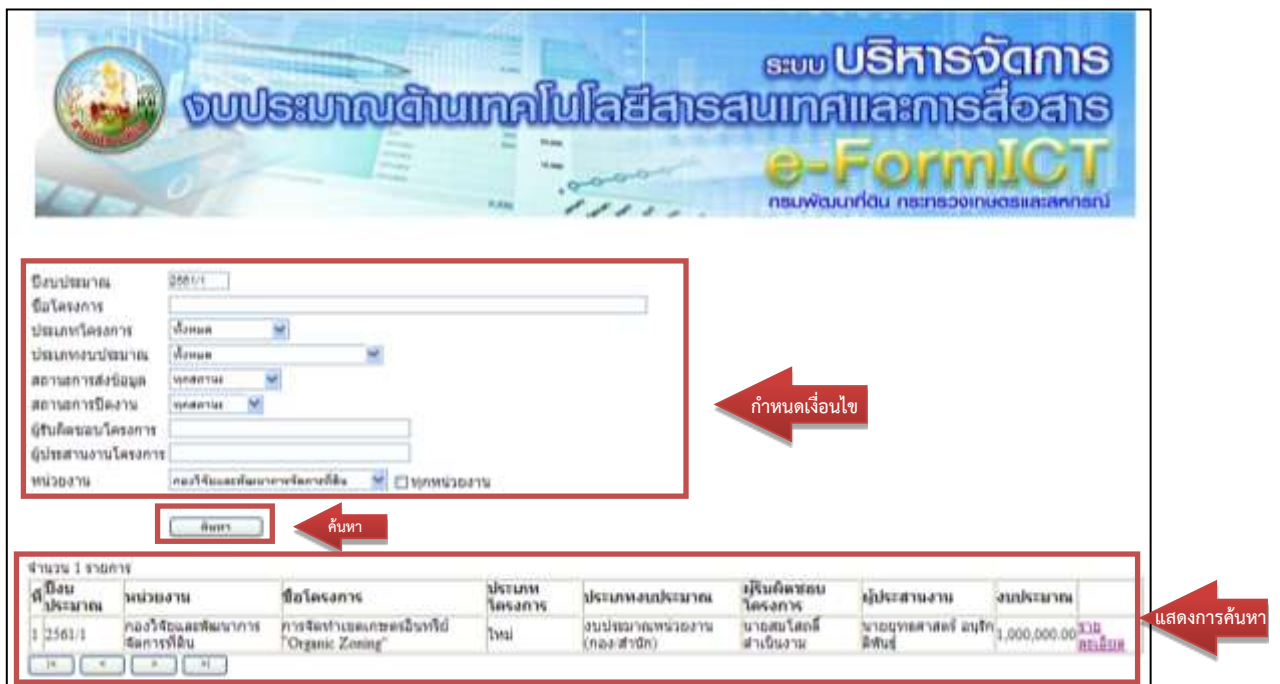 ระบบ บริหารจัดการ
งบประมาณด้านเทคโนโลยีสารสนเทศและการสื่อสาร
e-FormICT
กรมพัฒนาที่ดิน กระทรวงเกษตรและสหกรณ์
ปีงบประมาณ 2561/1
ชื่อโครงการ
ประเภทโครงการ ทั้งหมด
ประเภทงบประมาณ ทั้งหมด
สถานะการส่งข้อมูล ทุกสถานะ
สถานะการปิดงาน ทุกสถานะ
กำหนดเงื่อนไข
ผู้รับผิดชอบโครงการ
ผู้ประสานงานโครงการ
หน่วยงาน กองวิจัยและพัฒนาการจัดการที่ดิน ทุกหน่วยงาน
ค้นหา
ค้นหา
จำนวน 1 รายการ
ที่ ปีงบประมาณ หน่วยงาน ชื่อโครงการ ประเภทโครงการ ประเภทงบประมาณ ผู้รับผิดชอบโครงการ ผู้ประสานงาน งบประมาณ
แสดงการค้นหา
1 2561/1 กองวิจัยและพัฒนาการจัดการที่ดิน การจัดทำเขตเกษตรอินทรีย์ "Organic Zoning" ใหม่ งบประมาณหน่วยงาน (กอง/สำนัก) นายสมโสตถิ์ ดำเนินงาม นายยุทธศาสตร์ อนุรักติพันธุ์ 1,000,000.00 รายละเอียด
|< < > >|